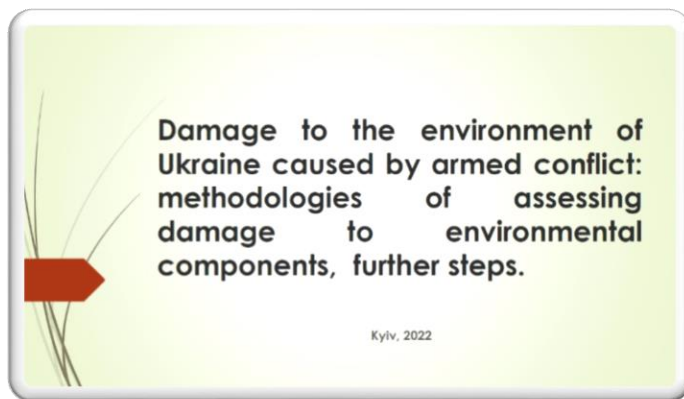 Damage to the environment of
Ukraine caused by armed conflict:
methodologies of assessing
damage to environmental
components, further steps.
Kyiv, 2022